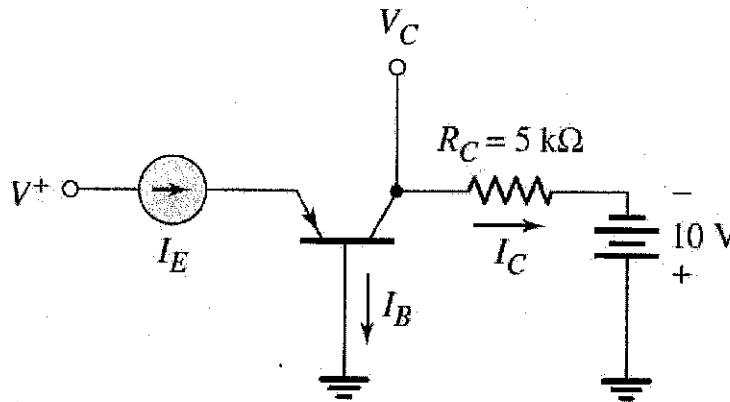 V_C
R_C = 5 kΩ
V⁺
I_E
I_B
I_C
−
10 V
+